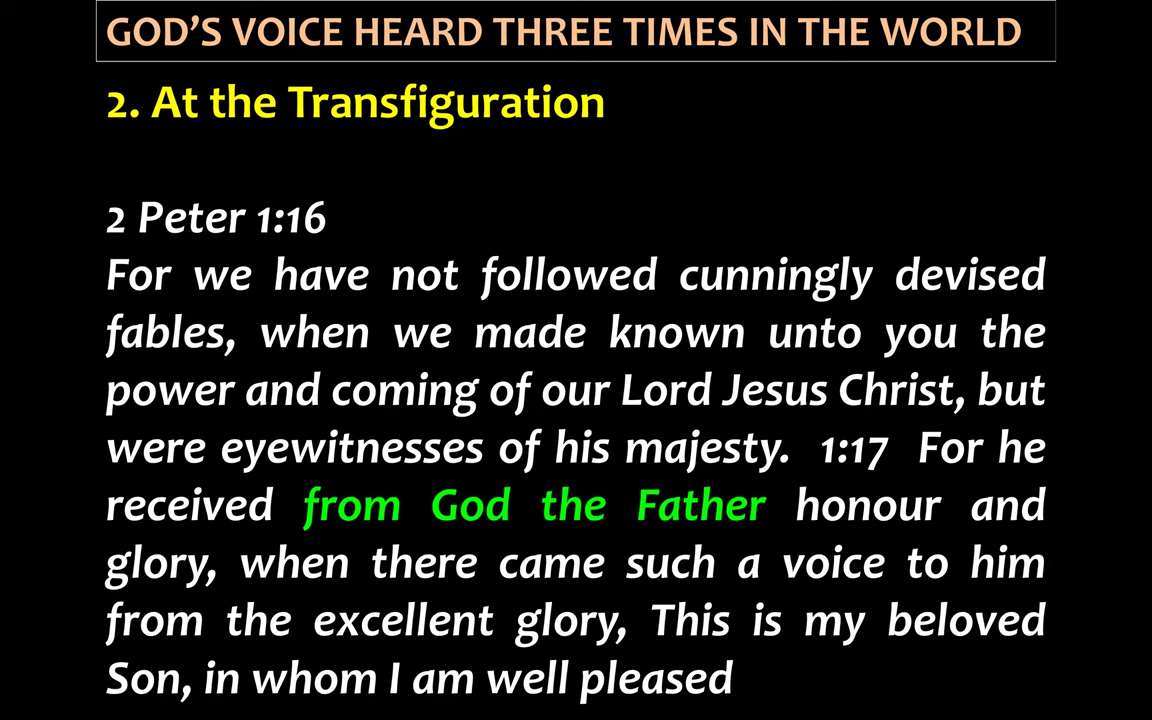 GOD’S VOICE HEARD THREE TIMES IN THE WORLD
2. At the Transfiguration
2 Peter 1:16
For we have not followed cunningly devised
fables, when we made known unto you the
power and coming of our Lord Jesus Christ, but
were eyewitnesses of his majesty. 1:17 For he
received from God the Father honour and
glory, when there came such a voice to him
from the excellent glory, This is my beloved
Son, in whom I am well pleased